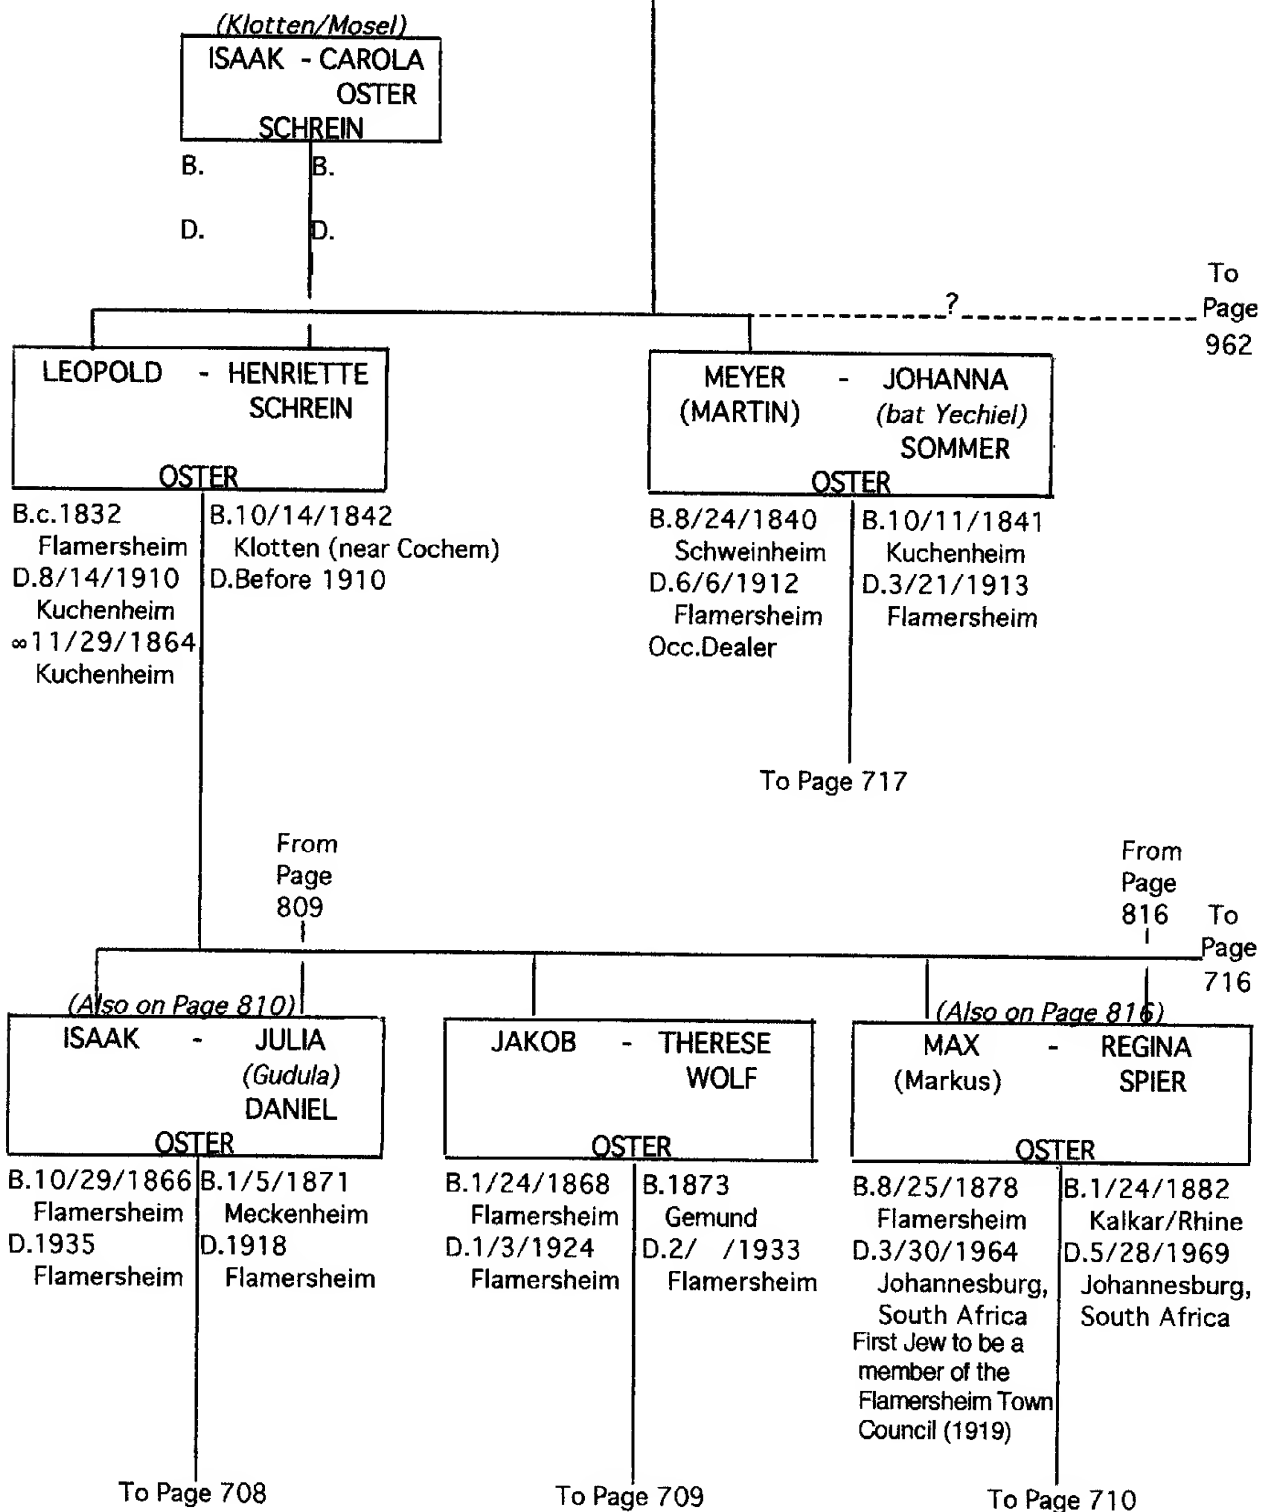 (Klotten/Mosel)
ISAAK - CAROLA
OSTER
SCHREIN
B. B.
D. D.
To
Page
962
?
LEOPOLD - HENRIETTE
SCHREIN
OSTER
B.c.1832
Flamersheim
D.8/14/1910
Kuchenheim
∞11/29/1864
Kuchenheim
B.10/14/1842
Klotten (near Cochem)
D.Before 1910
MEYER - JOHANNA
(MARTIN) (bat Yechiel)
SOMMER
OSTER
B.8/24/1840
Schweinheim
D.6/6/1912
Flamersheim
Occ.Dealer
B.10/11/1841
Kuchenheim
D.3/21/1913
Flamersheim
To Page 717
From
Page
809
From
Page
816
To
Page
716
(Also on Page 810)
ISAAK - JULIA
(Gudula)
DANIEL
OSTER
B.10/29/1866
Flamersheim
D.1935
Flamersheim
B.1/5/1871
Meckenheim
D.1918
Flamersheim
To Page 708
JAKOB - THERESE
WOLF
OSTER
B.1/24/1868
Flamersheim
D.1/3/1924
Flamersheim
B.1873
Gemund
D.2/ /1933
Flamersheim
To Page 709
(Also on Page 816)
MAX - REGINA
(Markus) SPIER
OSTER
B.8/25/1878
Flamersheim
D.3/30/1964
Johannesburg,
South Africa
First Jew to be a
member of the
Flamersheim Town
Council (1919)
B.1/24/1882
Kalkar/Rhine
D.5/28/1969
Johannesburg,
South Africa
To Page 710